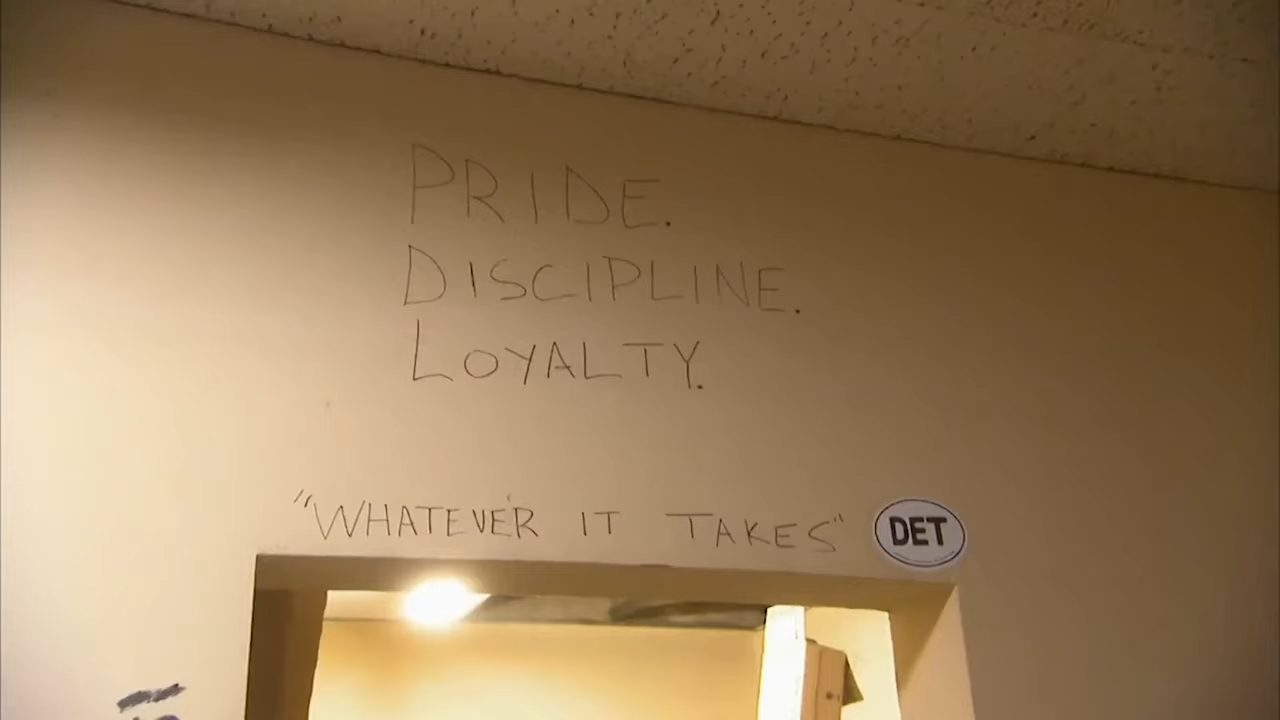 PRIDE.
DISCIPLINE.
LOYALTY.
"WHATEVER IT TAKES"
DET